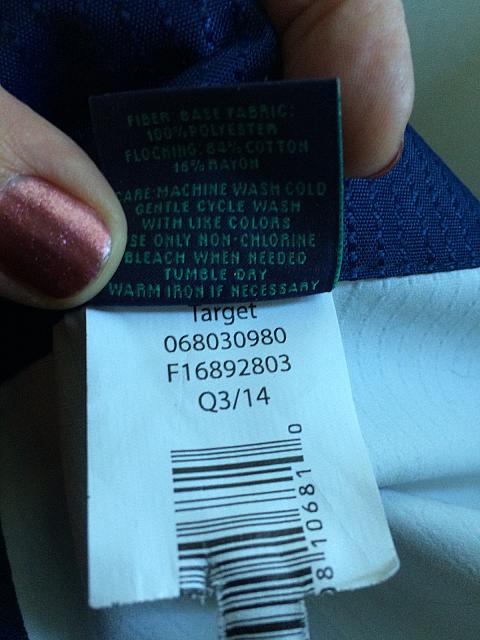 FIBER BASE FABRIC:
100% POLYESTER
FLOCKING: 84% COTTON
16% RAYON
CARE:MACHINE WASH COLD
GENTLE CYCLE WASH
WITH LIKE COLORS
USE ONLY NON-CHLORINE
BLEACH WHEN NEEDED
TUMBLE DRY
WARM IRON IF NECESSARY
Target
068030980
F16892803
Q3/14
8 10681 0